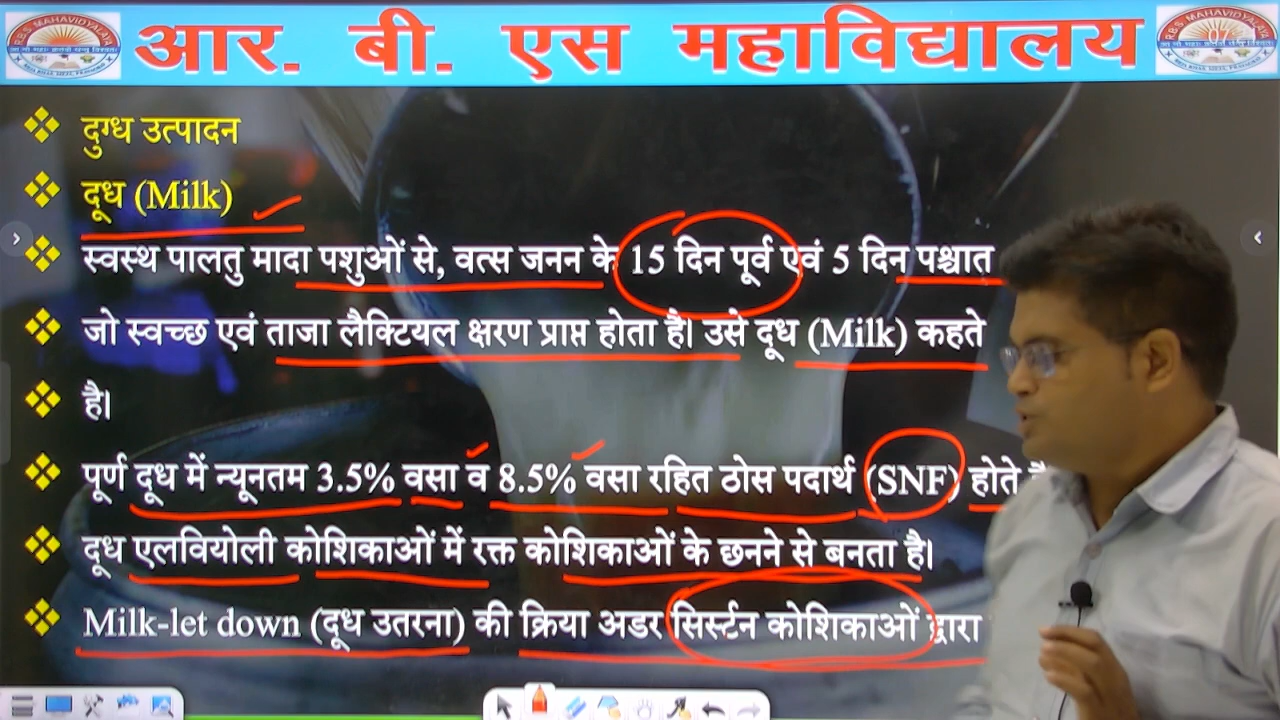 आर. बी. एस महाविद्यालय
R.B.S. MAHAVIDYALAYA
दुग्ध उत्पादन
दूध (Milk)
स्वस्थ पालतु मादा पशुओं से, वत्स जनन के 15 दिन पूर्व एवं 5 दिन पश्चात
जो स्वच्छ एवं ताजा लैक्टियल क्षरण प्राप्त होता है। उसे दूध (Milk) कहते
है।
पूर्ण दूध में न्यूनतम 3.5% वसा व 8.5% वसा रहित ठोस पदार्थ (SNF) होते
दूध एलवियोली कोशिकाओं में रक्त कोशिकाओं के छनने से बनता है।
Milk-let down (दूध उतरना) की क्रिया अडर सिर्स्टन कोशिकाओं द्वारा